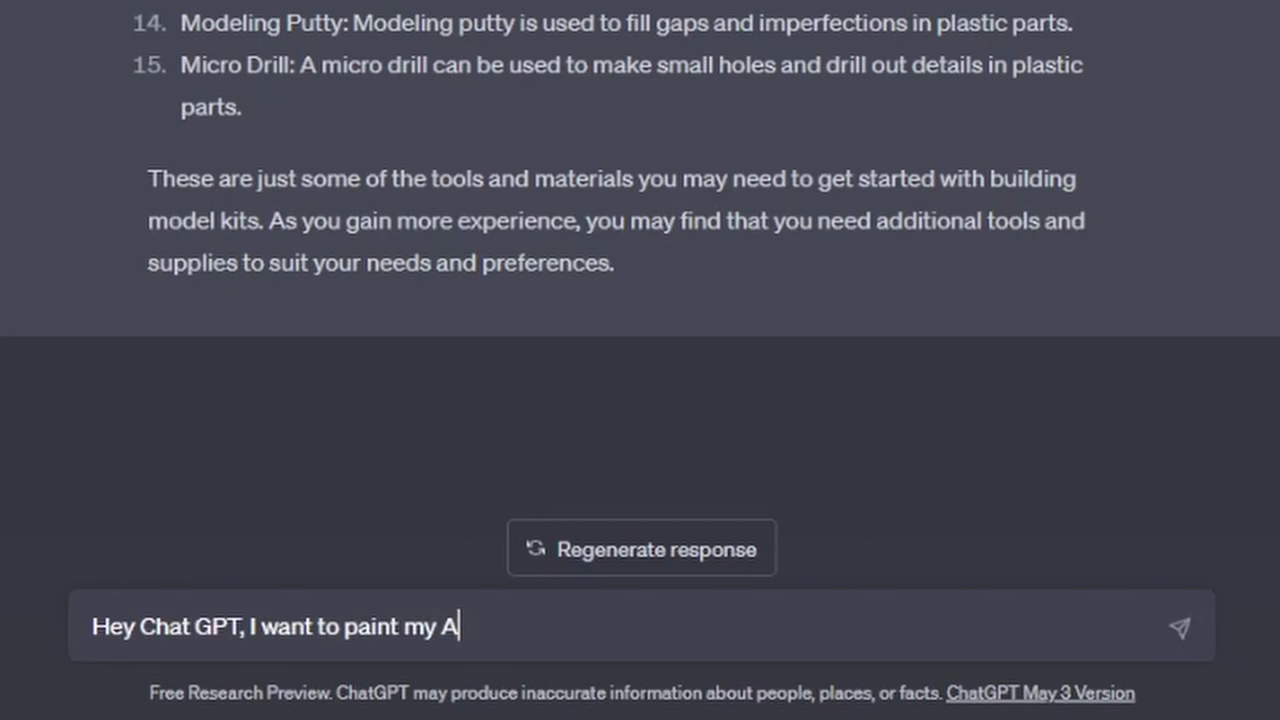 14. Modeling Putty: Modeling putty is used to fill gaps and imperfections in plastic parts.
15. Micro Drill: A micro drill can be used to make small holes and drill out details in plastic
parts.
These are just some of the tools and materials you may need to get started with building
model kits. As you gain more experience, you may find that you need additional tools and
supplies to suit your needs and preferences.
Regenerate response
Hey Chat GPT, I want to paint my A
Free Research Preview. ChatGPT may produce inaccurate information about people, places, or facts. ChatGPT May 3 Version